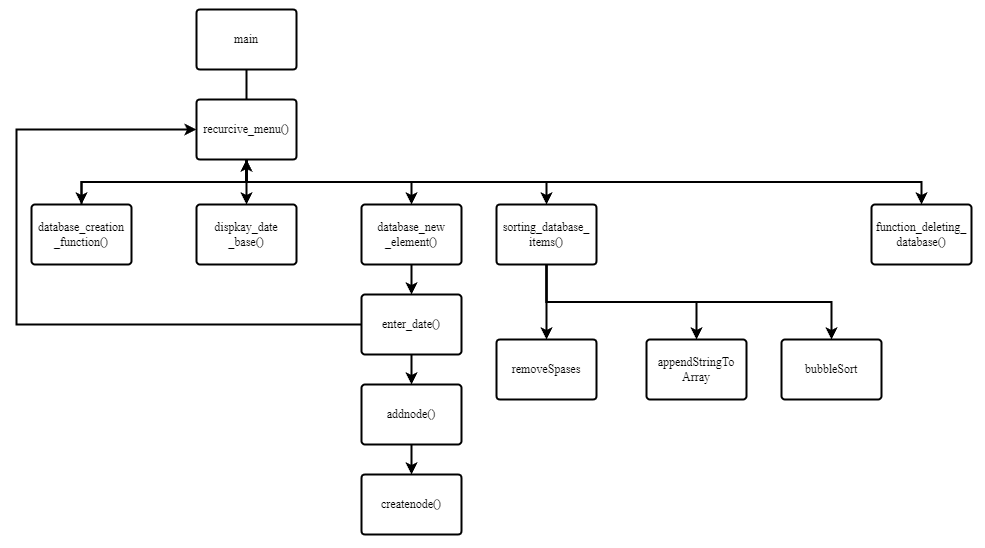 main
recurcive_menu()
database_creation
_function()
dispkay_date
_base()
database_new
_element()
sorting_database_
items()
function_deleting_
database()
enter_date()
removeSpases
appendStringTo
Array
bubbleSort
addnode()
createnode()